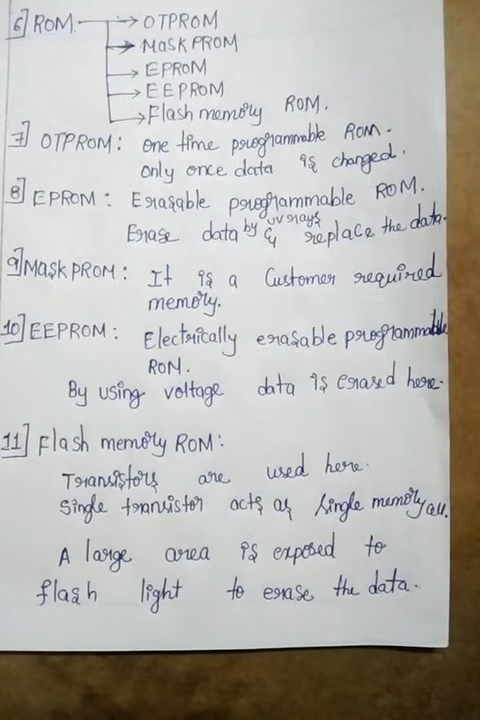 6] ROM → OTPROM
→ Mask PROM
→ EPROM
→ EEPROM
→ Flash memory ROM.
7] OTPROM: One time programmable ROM.
Only once data is changed.
8] EPROM: Erasable programmable ROM.
Erase data by UV rays & replace the data.
9] Mask PROM: It is a Customer required
memory.
10] EEPROM: Electrically erasable programmable
ROM.
By using voltage data is erased here.
11] Flash memory ROM:
Transistors are used here.
Single transistor acts as single memory cell.
A large area is exposed to
flash light to erase the data.